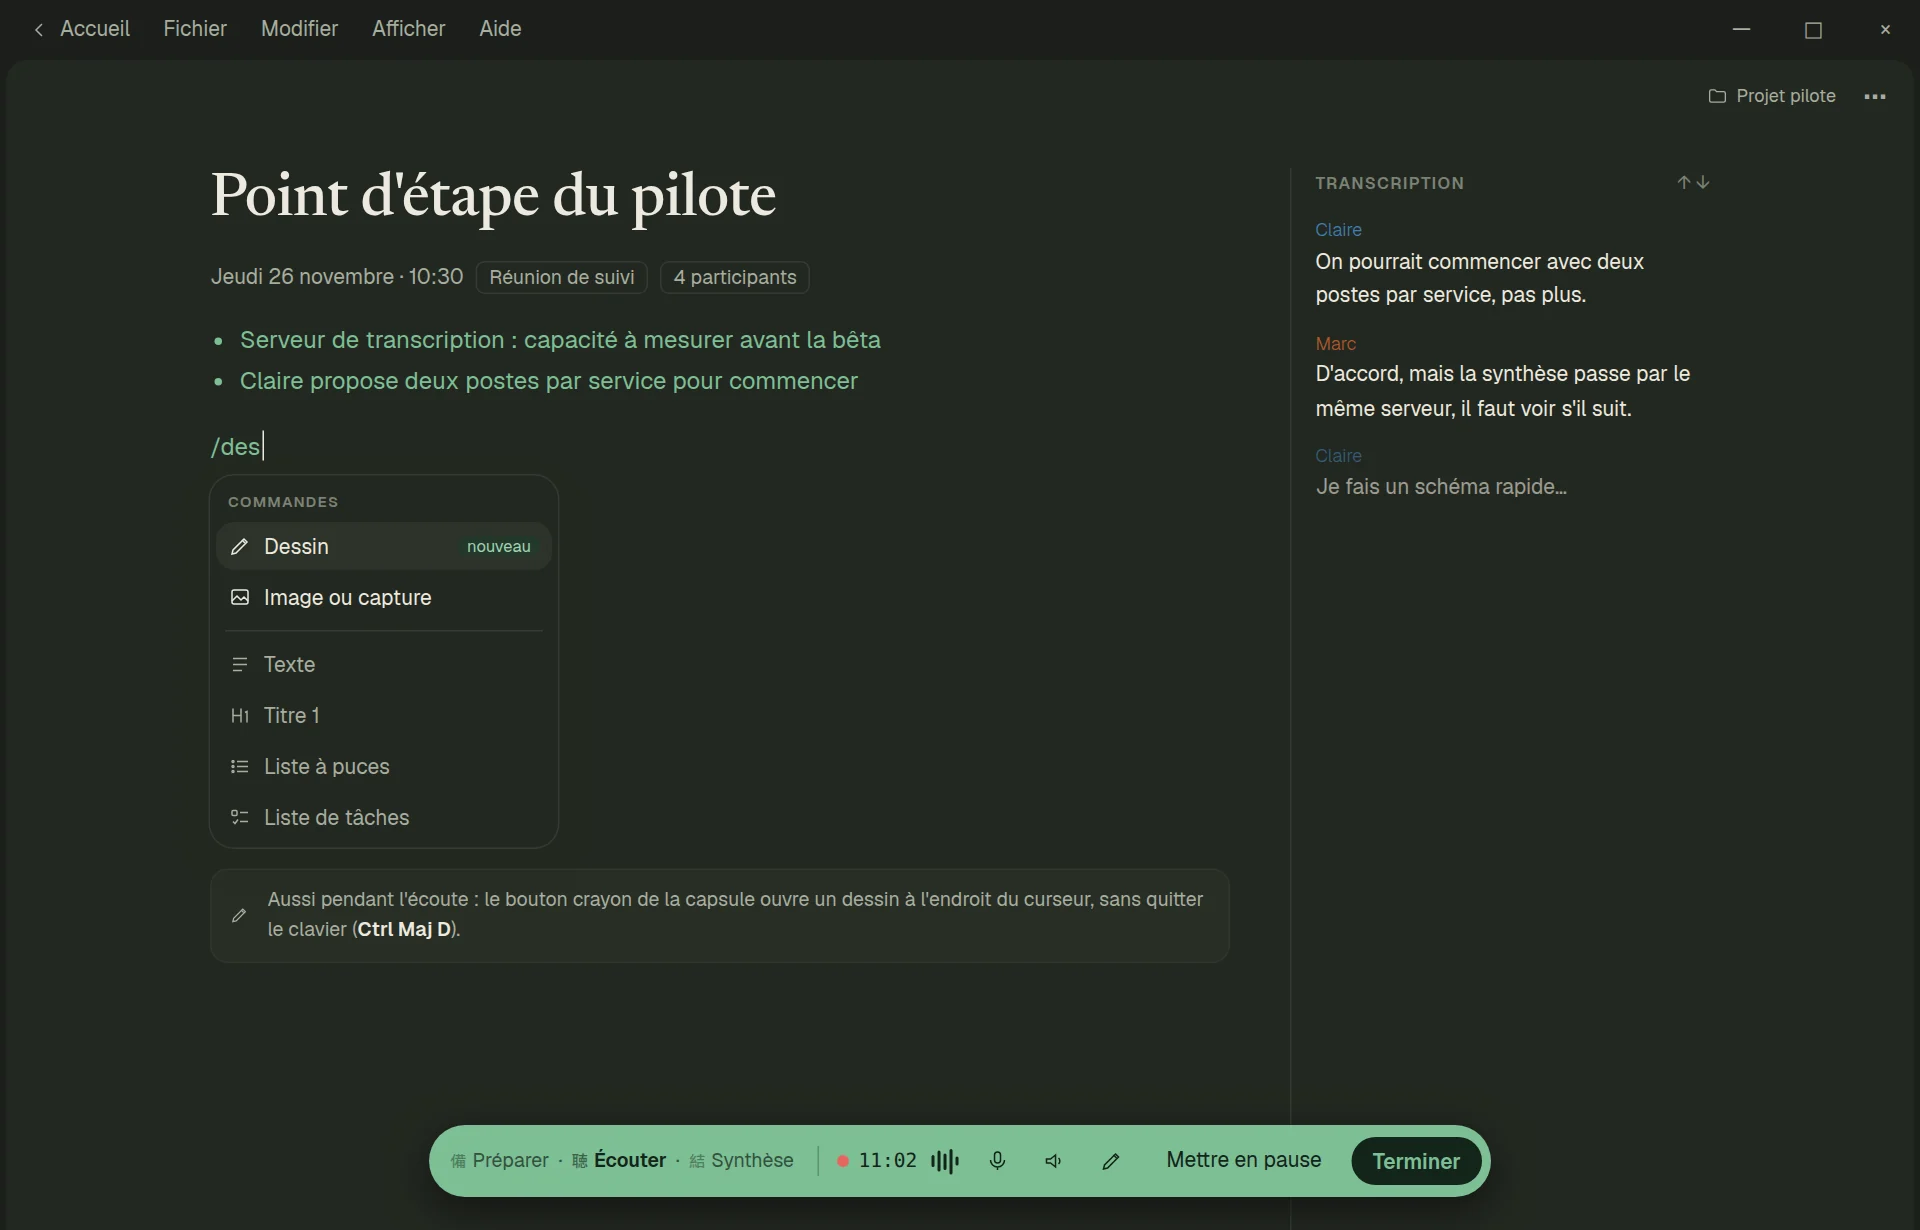 Accueil Fichier Modifier Afficher Aide
Projet pilote
Point d'étape du pilote
Jeudi 26 novembre · 10:30 Réunion de suivi 4 participants
• Serveur de transcription : capacité à mesurer avant la bêta
• Claire propose deux postes par service pour commencer
/des
COMMANDES
Dessin nouveau
Image ou capture
Texte
H1 Titre 1
Liste à puces
Liste de tâches
Aussi pendant l'écoute : le bouton crayon de la capsule ouvre un dessin à l'endroit du curseur, sans quitter
le clavier (Ctrl Maj D).
TRANSCRIPTION
Claire
On pourrait commencer avec deux
postes par service, pas plus.
Marc
D'accord, mais la synthèse passe par le
même serveur, il faut voir s'il suit.
Claire
Je fais un schéma rapide...
備 Préparer · 聴 Écouter · 結 Synthèse 11:02 Mettre en pause Terminer